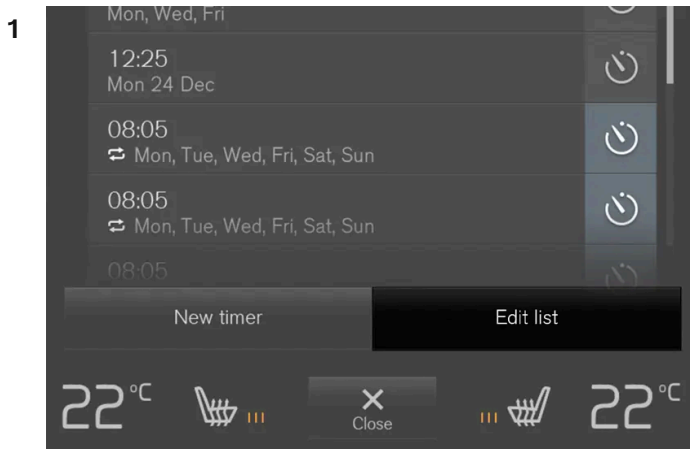 1
Mon, Wed, Fri
12:25
Mon 24 Dec
08:05
Mon, Tue, Wed, Fri, Sat, Sun
08:05
Mon, Tue, Wed, Fri, Sat, Sun
08:05
New timer
Edit list
22°C
Close
22°C